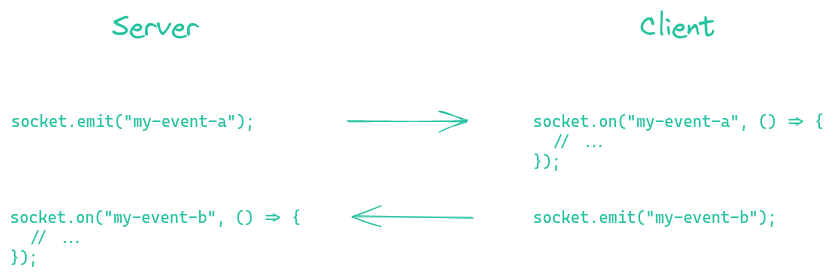 Server
Client
socket.emit("my-event-a");
socket.on("my-event-a", () => {
// ...
});
socket.on("my-event-b", () => {
// ...
});
socket.emit("my-event-b");